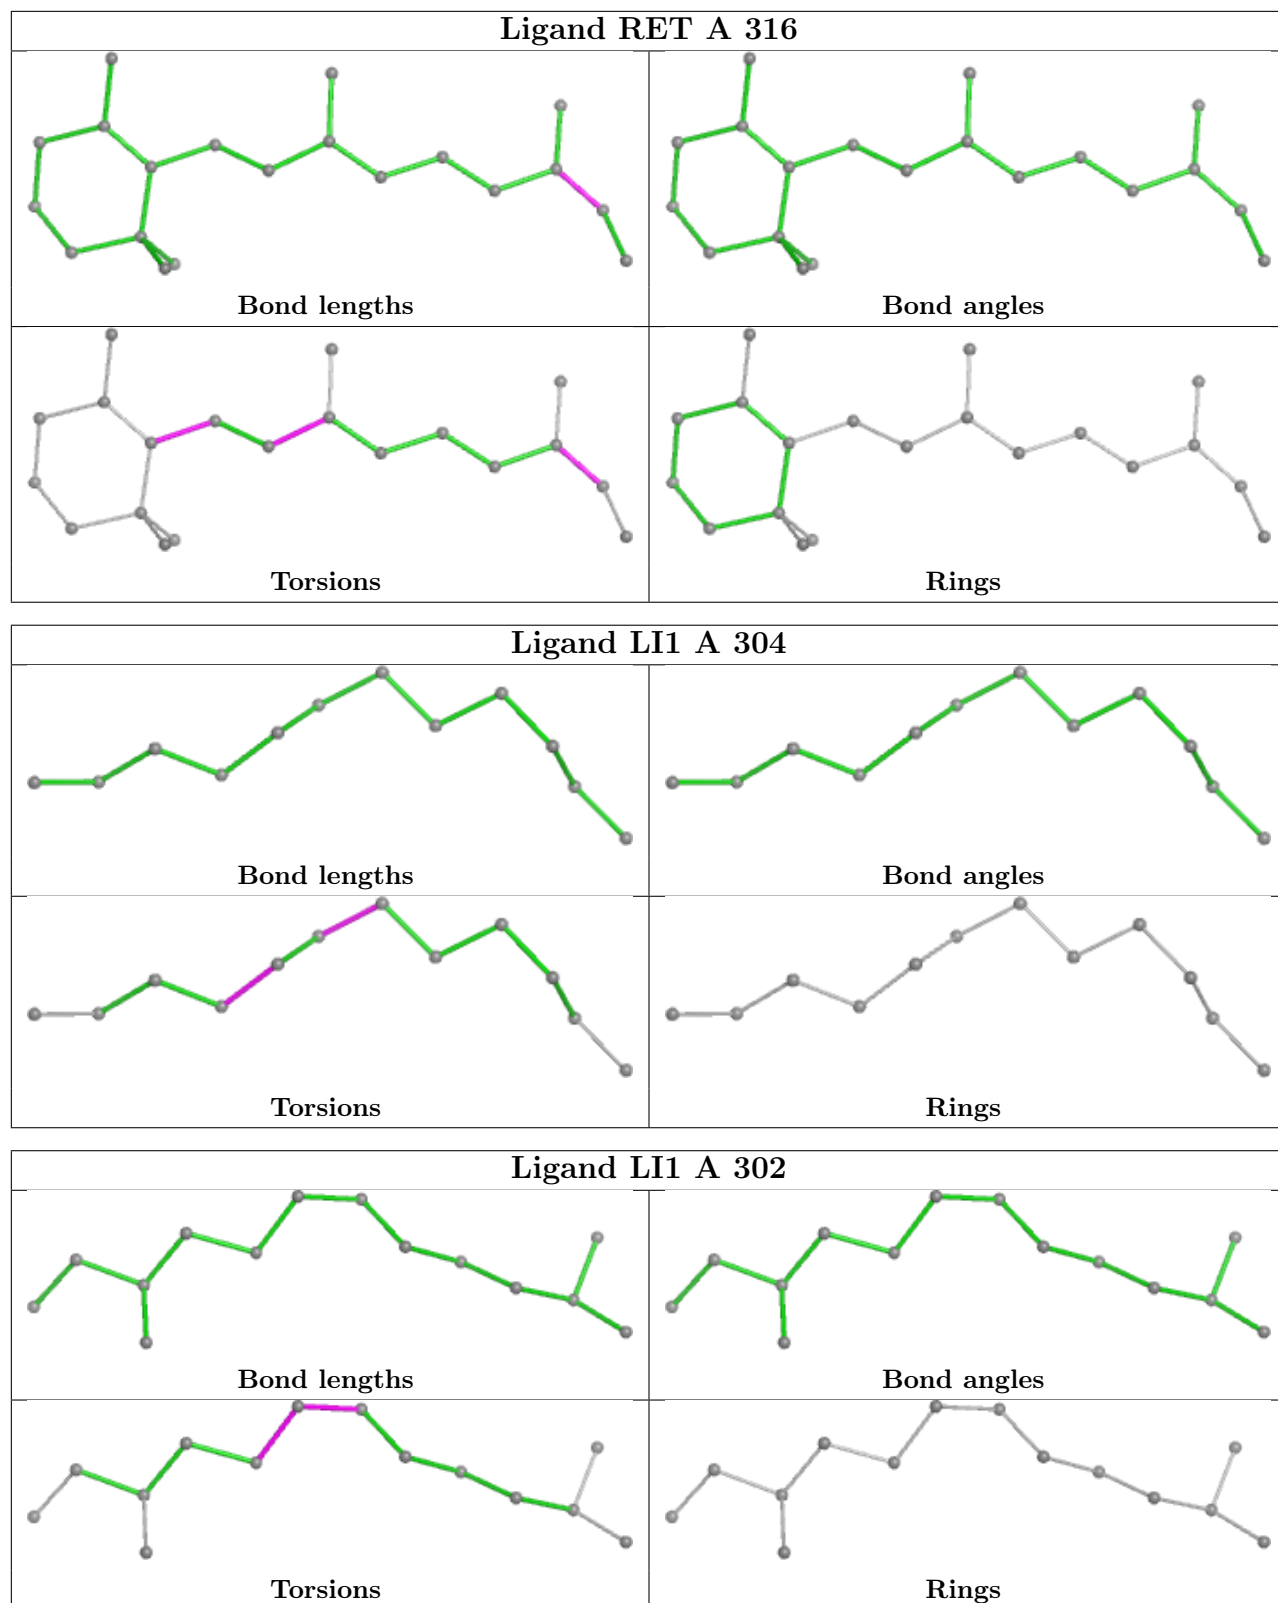 Ligand RET A 316
Bond lengths
Bond angles
Torsions
Rings
Ligand LI1 A 304
Bond lengths
Bond angles
Torsions
Rings
Ligand LI1 A 302
Bond lengths
Bond angles
Torsions
Rings